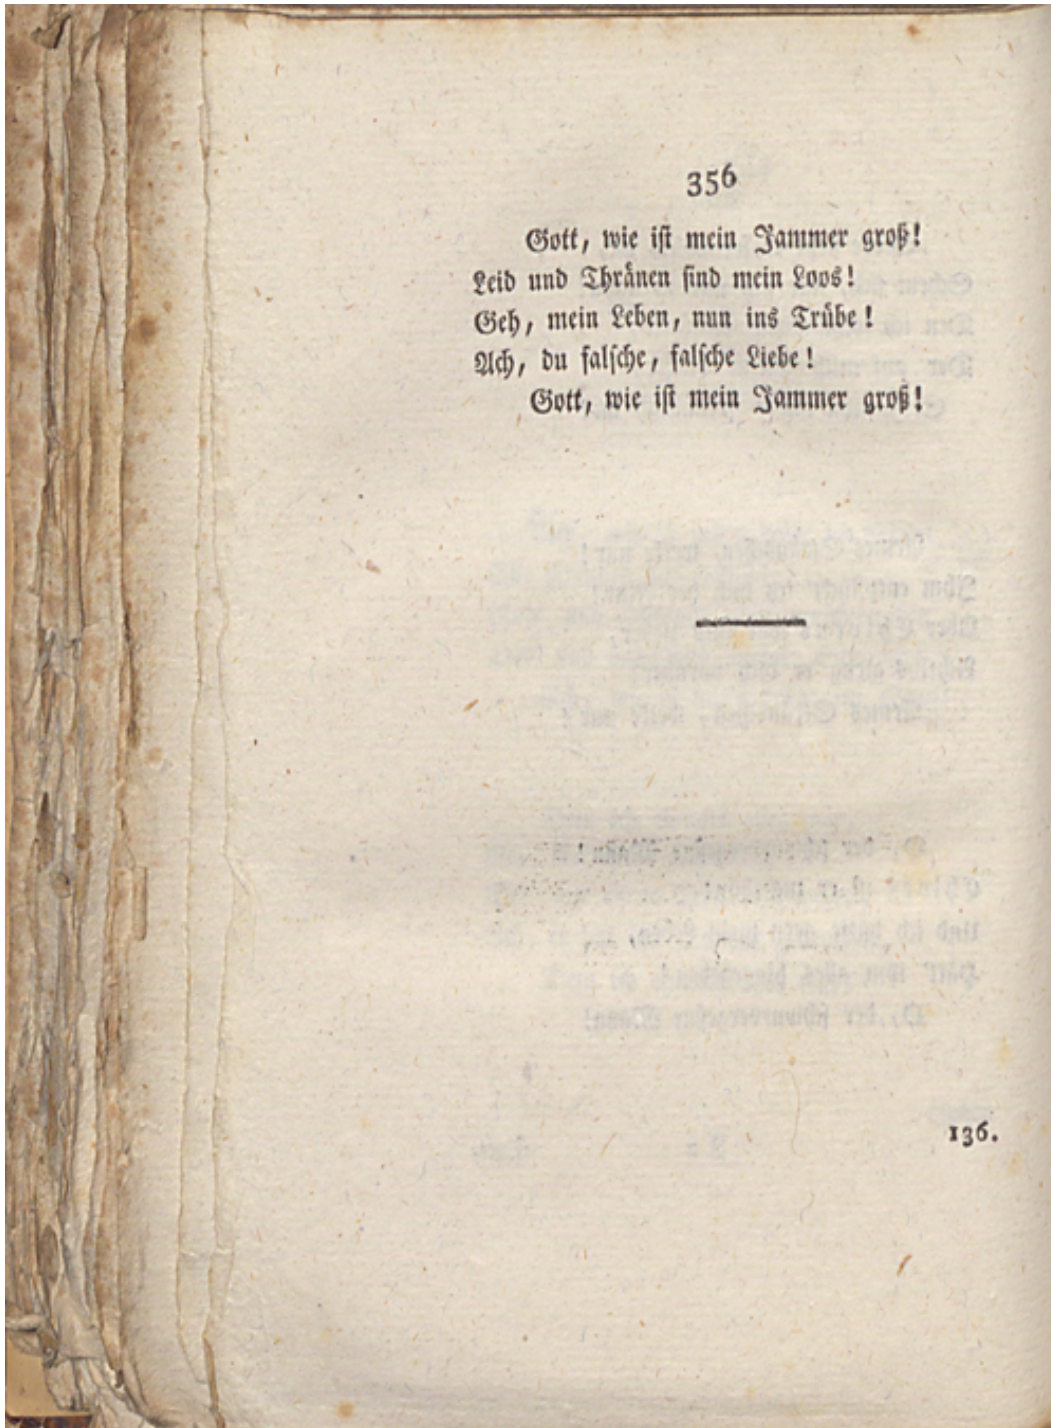 356
Gott, wie ist mein Jammer groß!
Leid und Thränen sind mein Loos!
Geh, mein Leben, nun ins Trübe!
Ach, du falsche, falsche Liebe!
Gott, wie ist mein Jammer groß!
136.